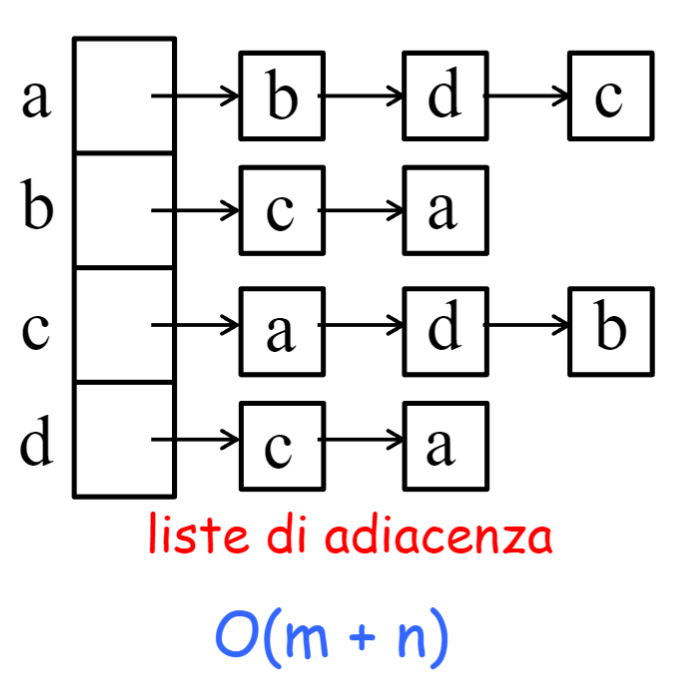 a b d c
b c a
c a d b
d c a
liste di adiacenza
O(m + n)